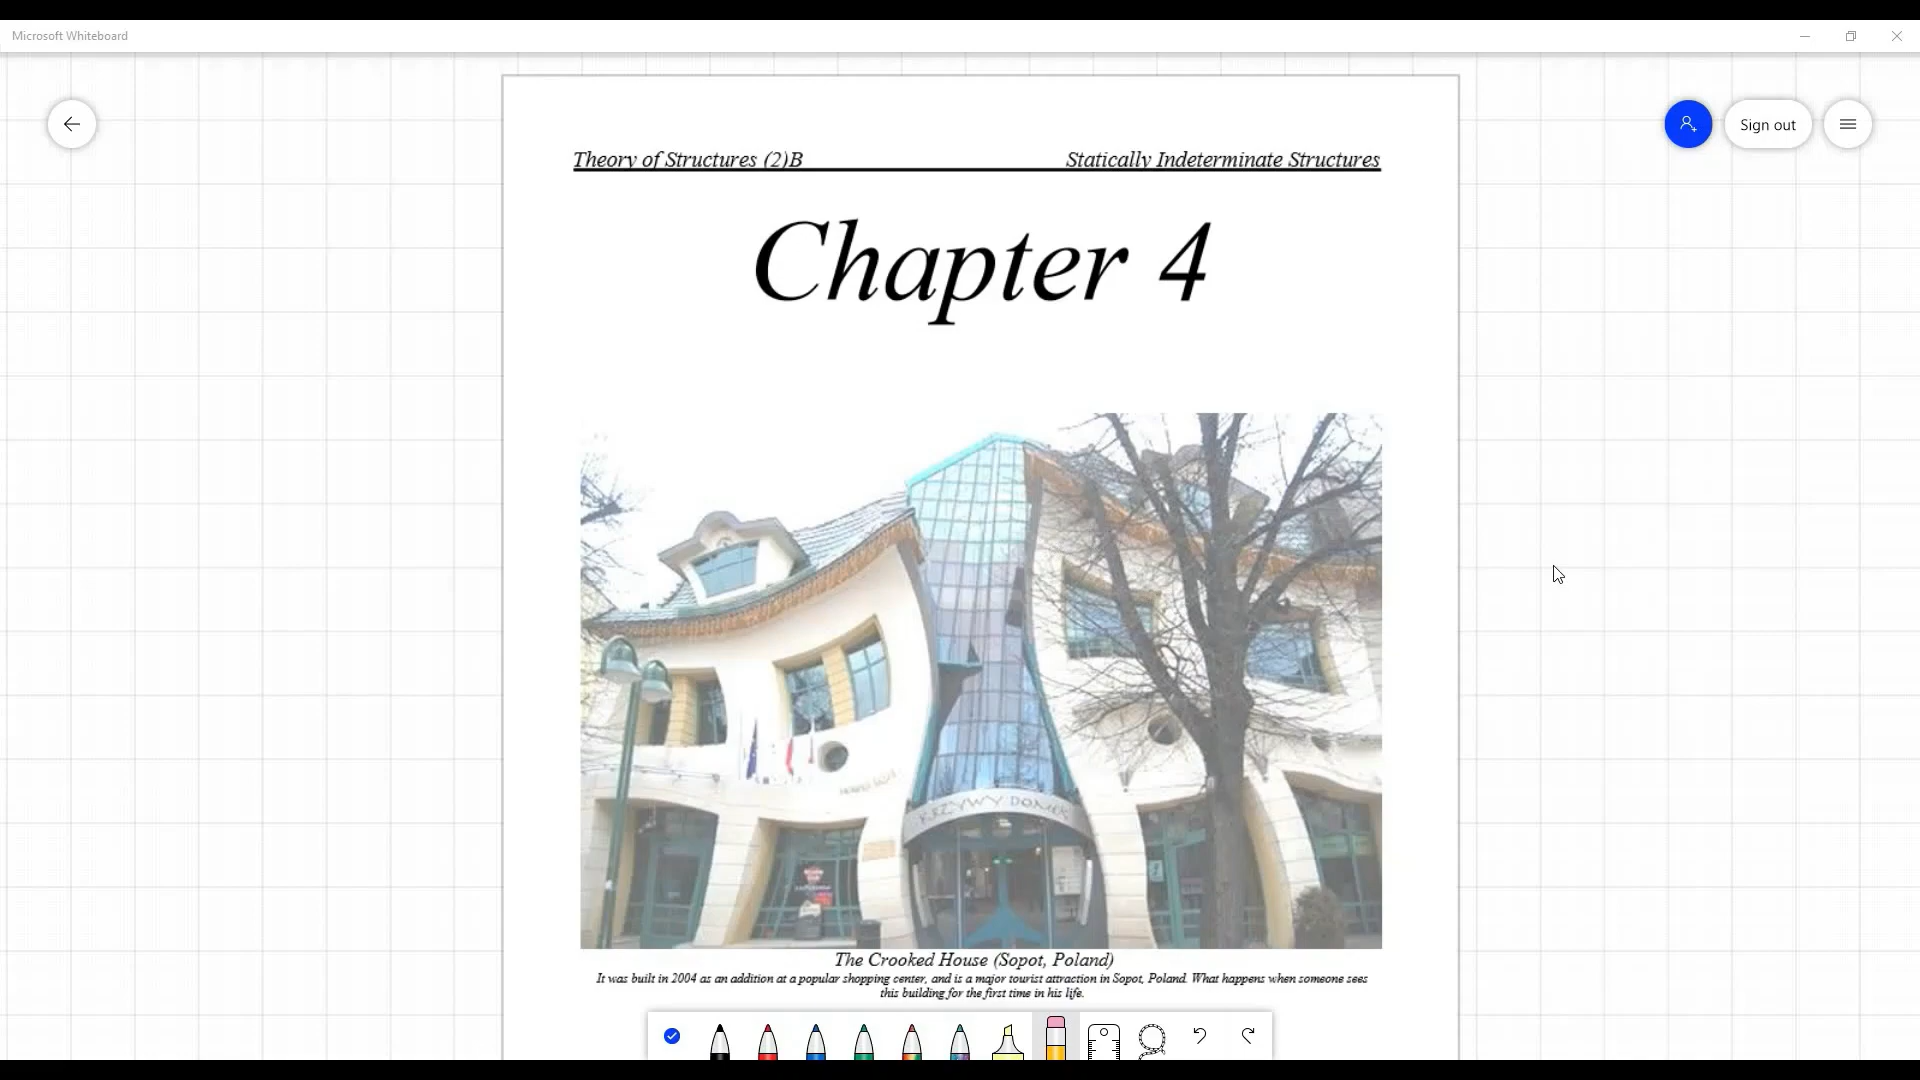 Microsoft Whiteboard
Sign out
Theory of Structures (2)B Statically Indeterminate Structures
Chapter 4
KRZYWY DOMEK
The Crooked House (Sopot, Poland)
It was built in 2004 as an addition at a popular shopping center, and is a major tourist attraction in Sopot, Poland. What happens when someone sees
this building for the first time in his life.